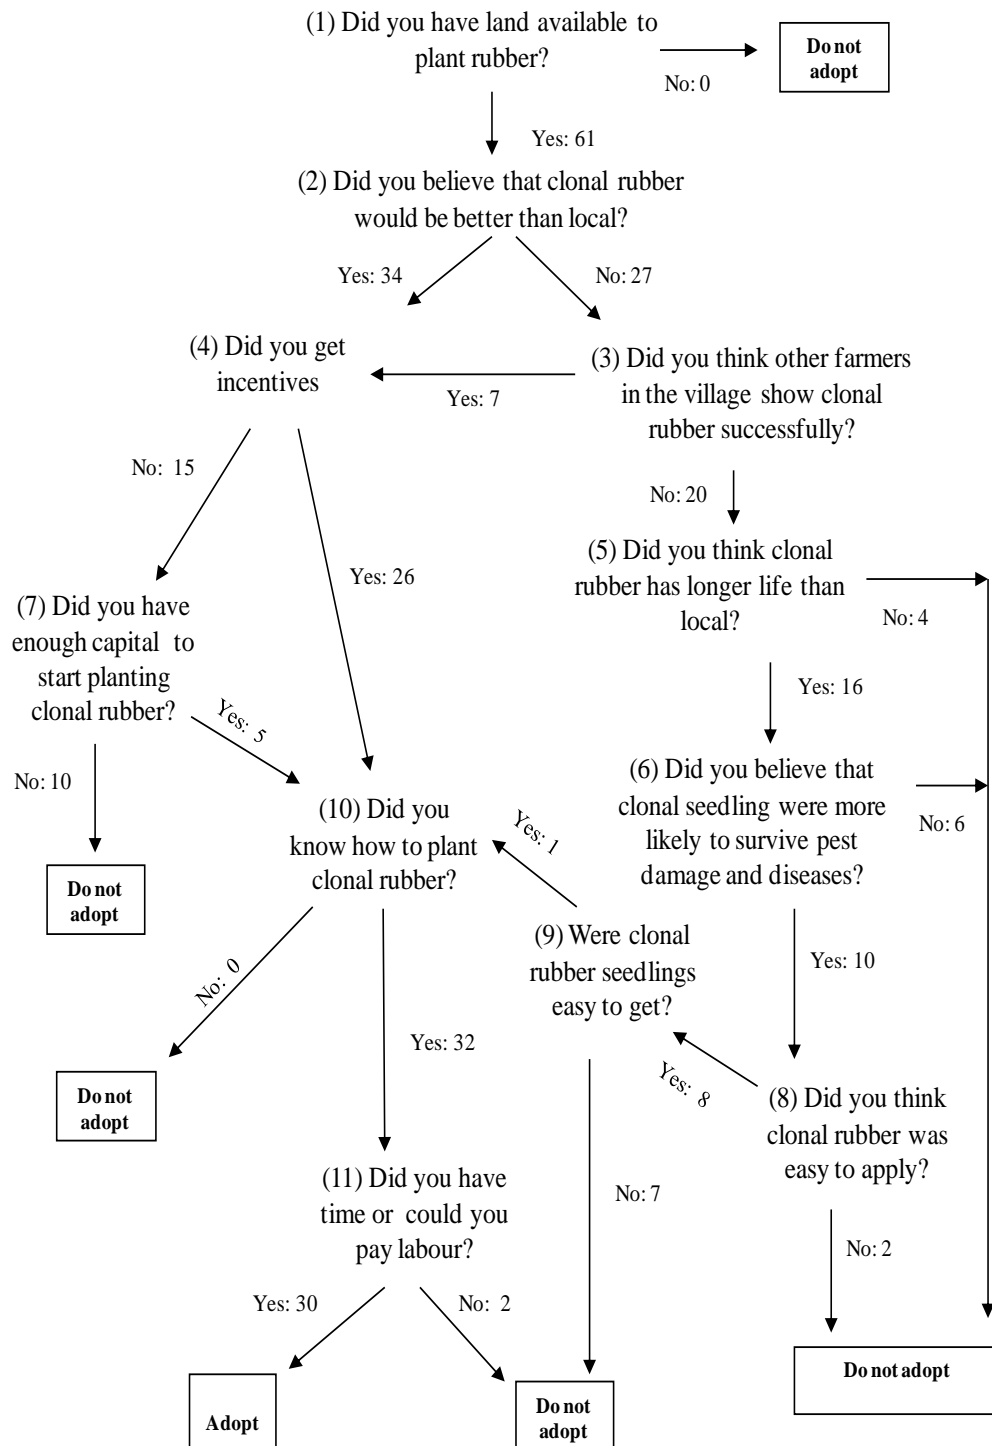 (1) Did you have land available to
plant rubber?
Do not
adopt
No: 0
Yes: 61
(2) Did you believe that clonal rubber
would be better than local?
Yes: 34
No: 27
(4) Did you get
incentives
(3) Did you think other farmers
in the village show clonal
rubber successfully?
Yes: 7
No: 15
No: 20
(5) Did you think clonal
rubber has longer life than
local?
Yes: 26
No: 4
(7) Did you have
enough capital to
start planting
clonal rubber?
Yes: 16
Yes: 5
No: 10
(6) Did you believe that
clonal seedling were more
likely to survive pest
damage and diseases?
No: 6
(10) Did you
know how to plant
clonal rubber?
Yes: 1
Do not
adopt
(9) Were clonal
rubber seedlings
easy to get?
Yes: 10
No: 0
Yes: 32
Yes: 8
Do not
adopt
(8) Did you think
clonal rubber was
easy to apply?
(11) Did you have
time or could you
pay labour?
No: 7
No: 2
Yes: 30
No: 2
Do not adopt
Adopt
Do not
adopt